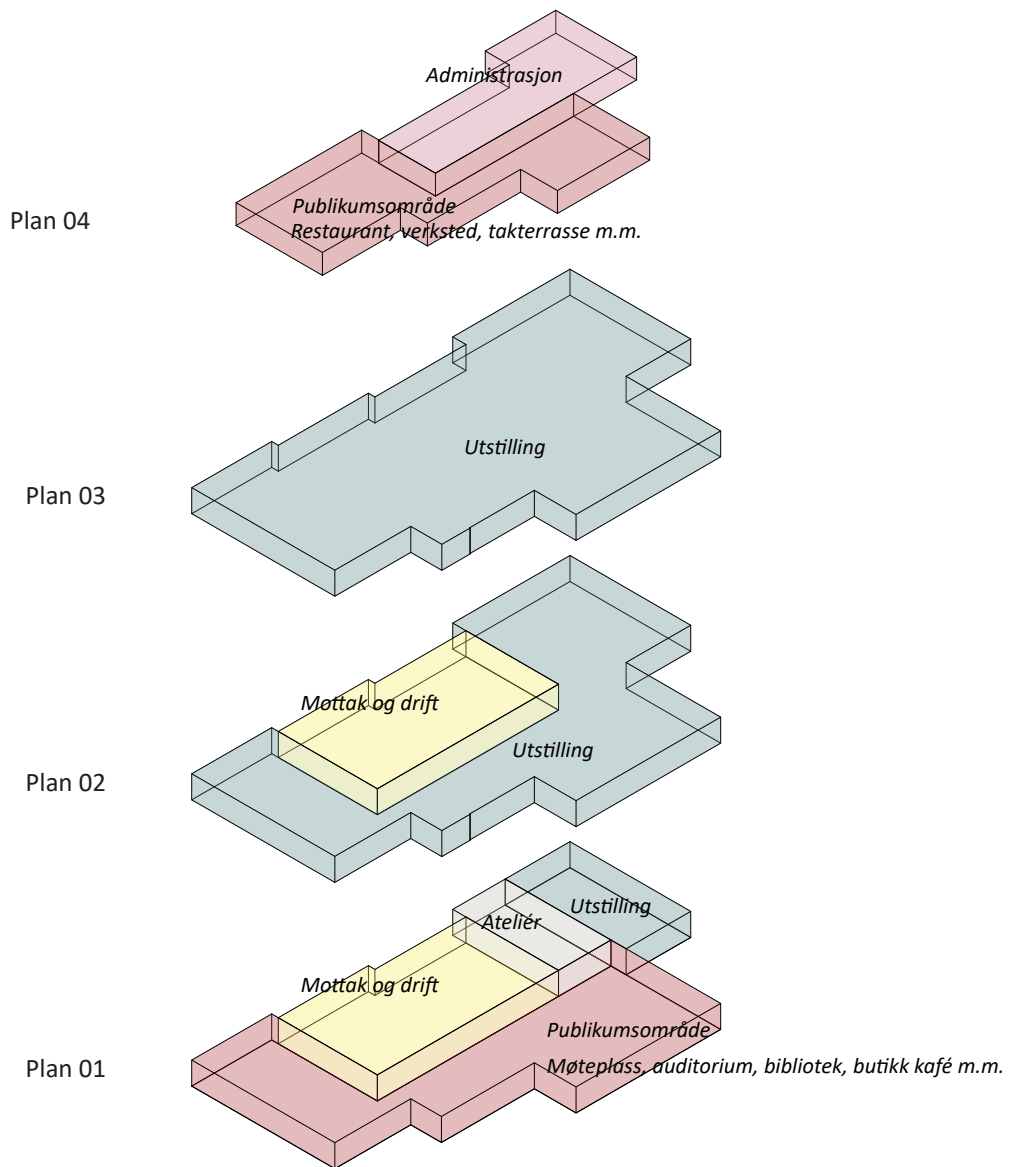 Administrasjon
Plan 04
Publikumsområde
Restaurant, verksted, takterrasse m.m.
Utstilling
Plan 03
Mottak og drift
Utstilling
Plan 02
Utstilling
Ateliér
Mottak og drift
Publikumsområde
Plan 01
Møteplass, auditorium, bibliotek, butikk kafé m.m.